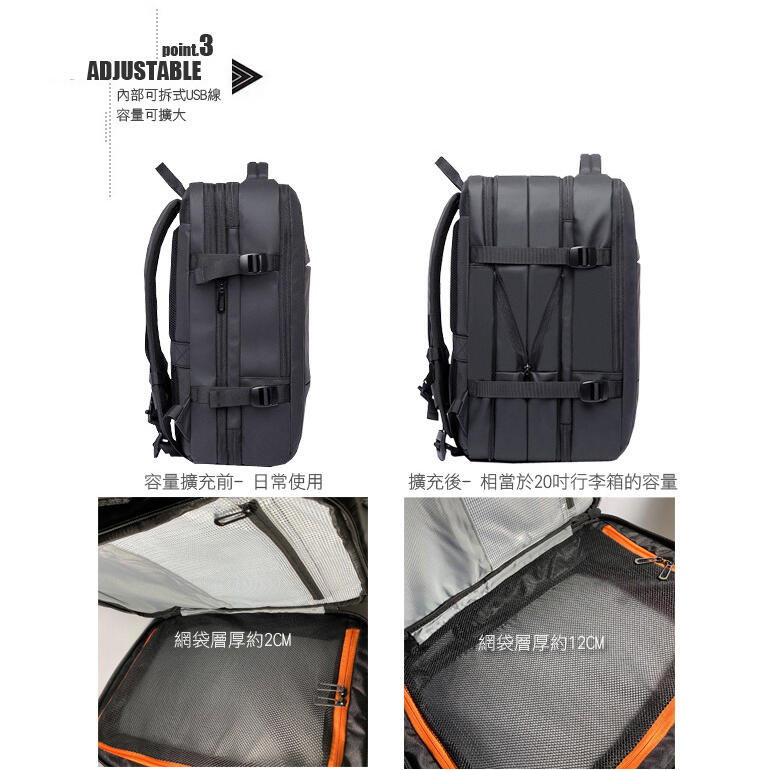 point.3
ADJUSTABLE
內部可拆式USB線
容量可擴大
容量擴充前- 日常使用
擴充後- 相當於20吋行李箱的容量
網袋層厚約2CM
網袋層厚約12CM